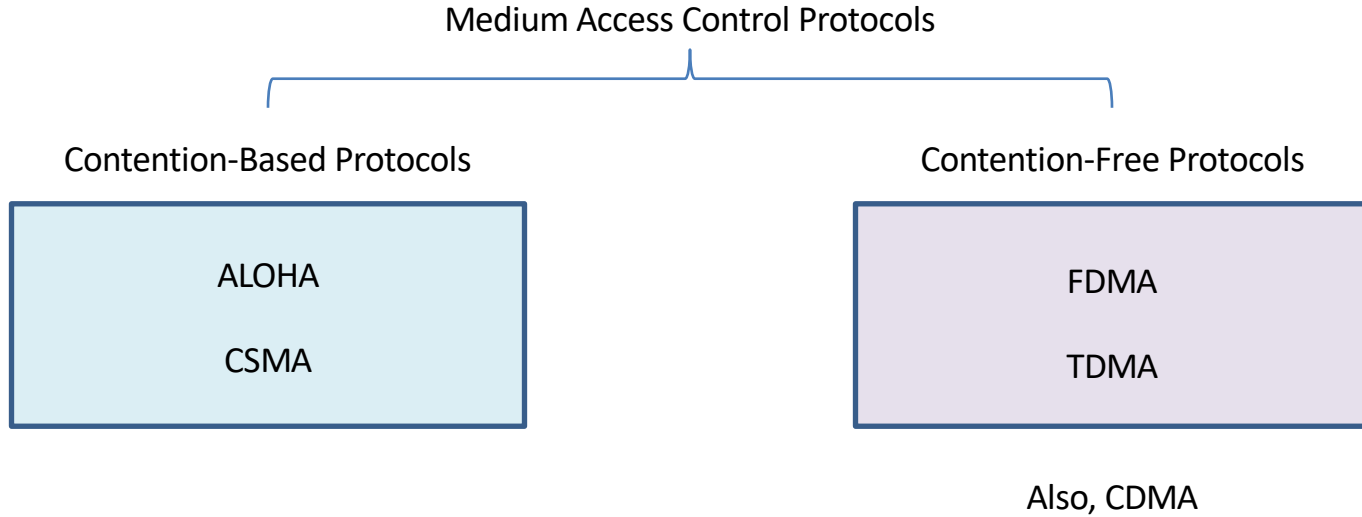 Medium Access Control Protocols
Contention-Based Protocols
ALOHA
CSMA
Contention-Free Protocols
FDMA
TDMA
Also, CDMA